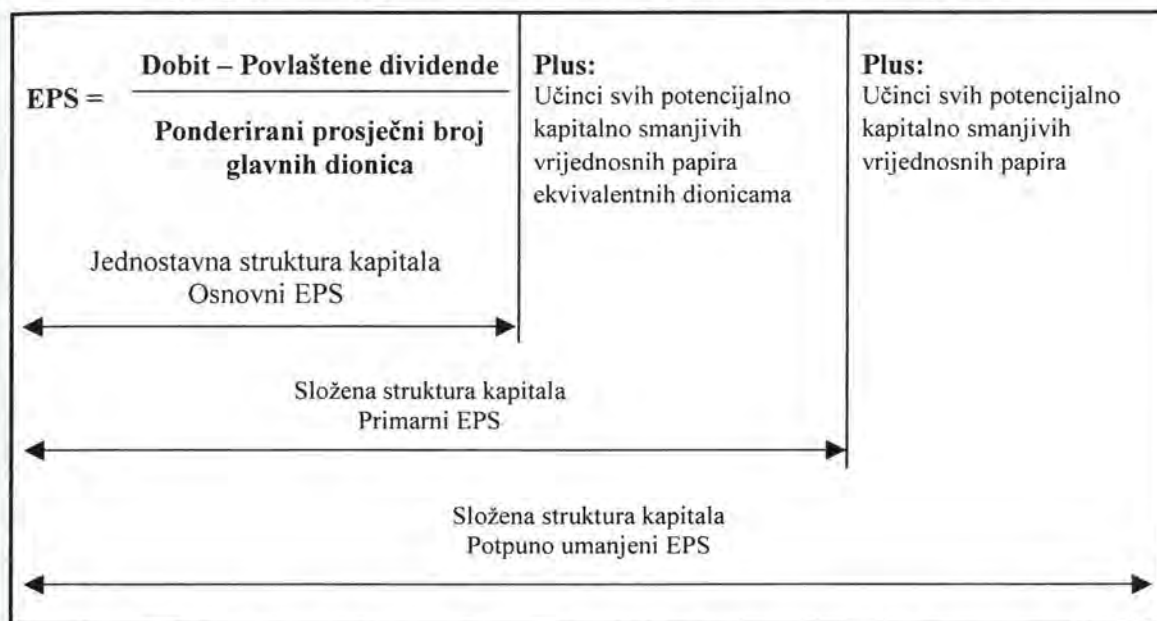 EPS =
Dobit – Povlaštene dividende
Ponderirani prosječni broj
glavnih dionica
Plus:
Učinci svih potencijalno
kapitalno smanjivih
vrijednosnih papira
ekvivalentnih dionicama
Plus:
Učinci svih potencijalno
kapitalno smanjivih
vrijednosnih papira
Jednostavna struktura kapitala
Osnovni EPS
Složena struktura kapitala
Primarni EPS
Složena struktura kapitala
Potpuno umanjeni EPS